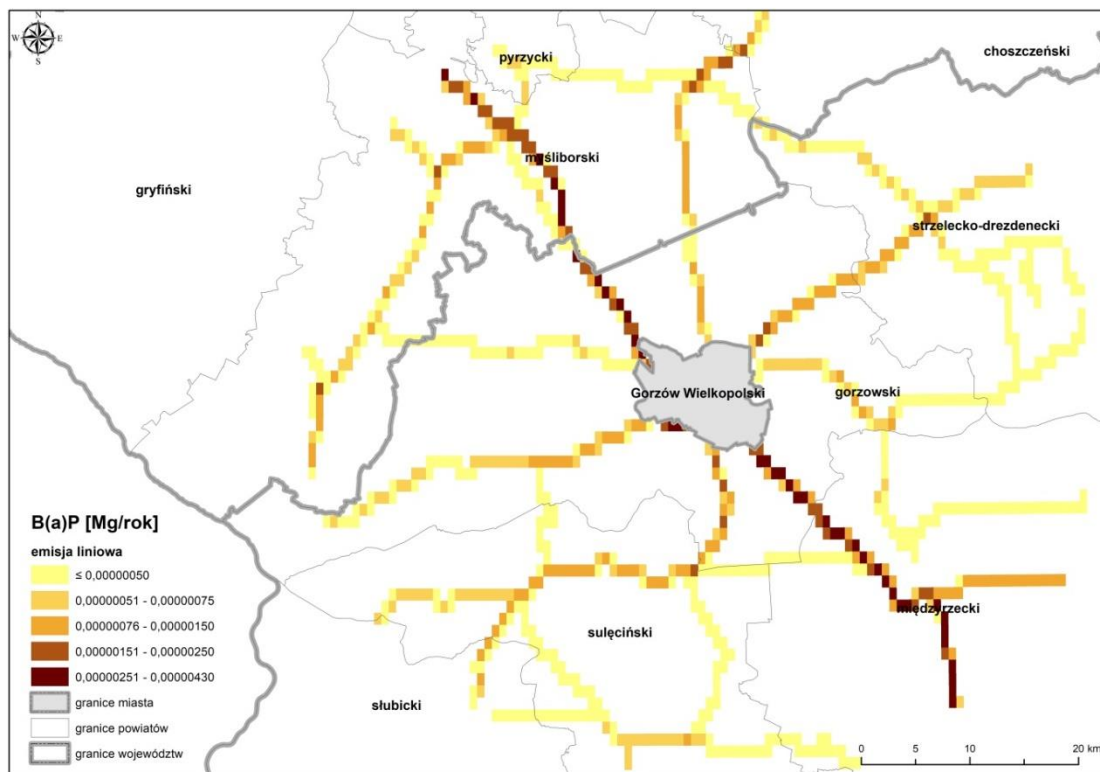 N
W E
S
pyrzycki
choszczeński
myśliborski
gryfiński
strzelecko-drezdenecki
Gorzów Wielkopolski
gorzowski
międzyrzecki
sulęciński
słubicki
B(a)P [Mg/rok]
emisja liniowa
≤ 0,00000050
0,00000051 - 0,00000075
0,00000076 - 0,00000150
0,00000151 - 0,00000250
0,00000251 - 0,00000430
granice miasta
granice powiatów
granice województw
0 5 10 20 km